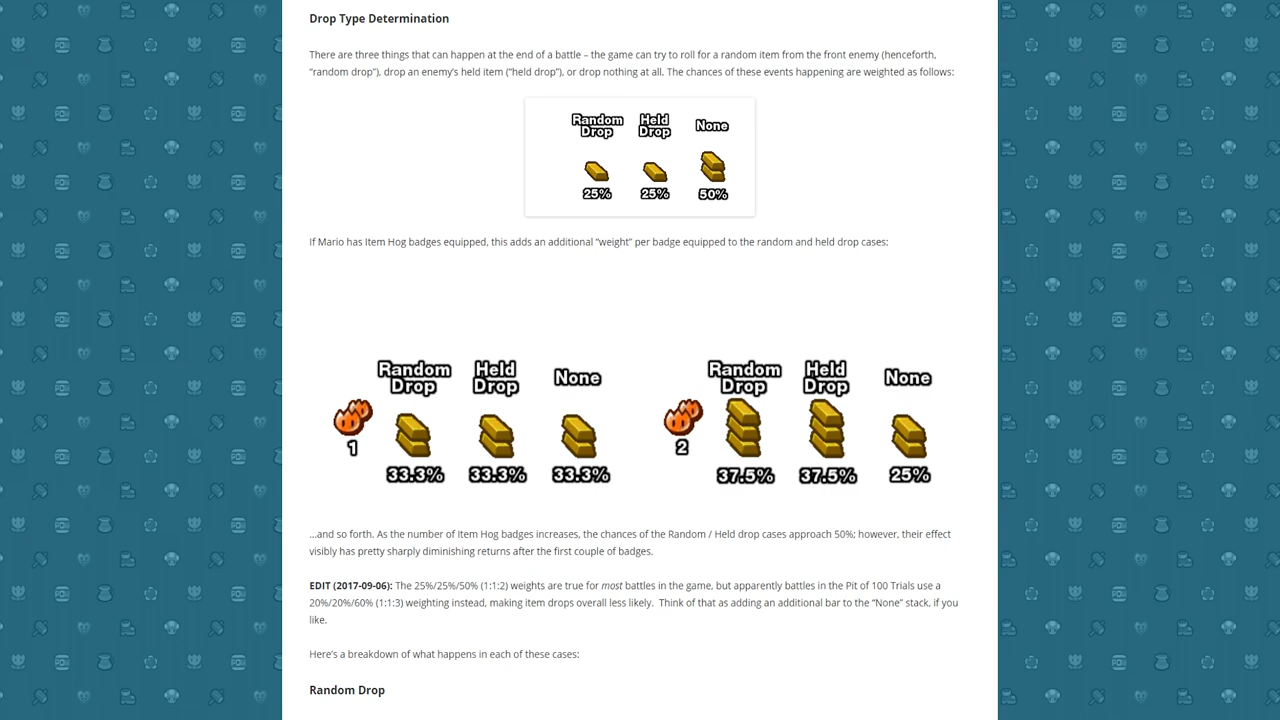 Drop Type Determination
There are three things that can happen at the end of a battle – the game can try to roll for a random item from the front enemy (henceforth,
"random drop"), drop an enemy's held item ("held drop"), or drop nothing at all. The chances of these events happening are weighted as follows:
Random Drop Held Drop None
25% 25% 50%
If Mario has Item Hog badges equipped, this adds an additional "weight" per badge equipped to the random and held drop cases:
Random Drop Held Drop None
1
33.3% 33.3% 33.3%
Random Drop Held Drop None
2
37.5% 37.5% 25%
...and so forth. As the number of Item Hog badges increases, the chances of the Random / Held drop cases approach 50%; however, their effect
visibly has pretty sharply diminishing returns after the first couple of badges.
EDIT (2017-09-06): The 25%/25%/50% (1:1:2) weights are true for most battles in the game, but apparently battles in the Pit of 100 Trials use a
20%/20%/60% (1:1:3) weighting instead, making item drops overall less likely. Think of that as adding an additional bar to the "None" stack, if you
like.
Here's a breakdown of what happens in each of these cases:
Random Drop